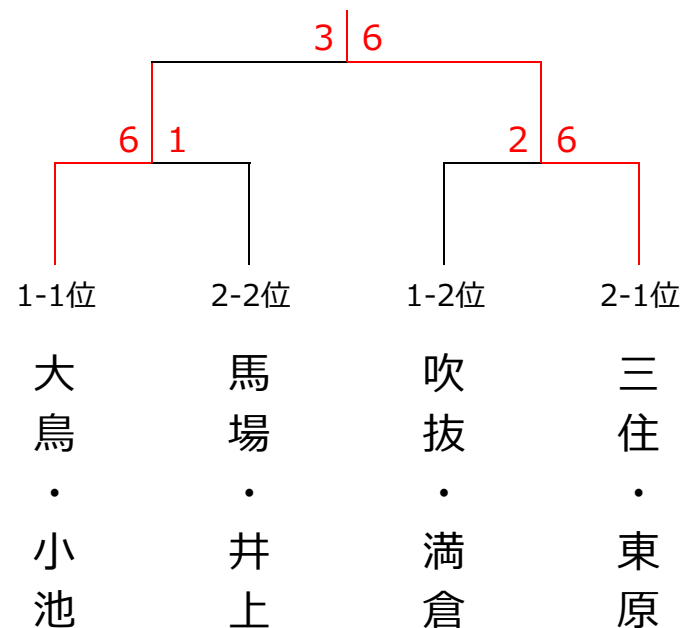 3 6
6 1
2 6
1-1位
2-2位
1-2位
2-1位
大鳥・小池
馬場・井上
吹抜・満倉
三住・東原